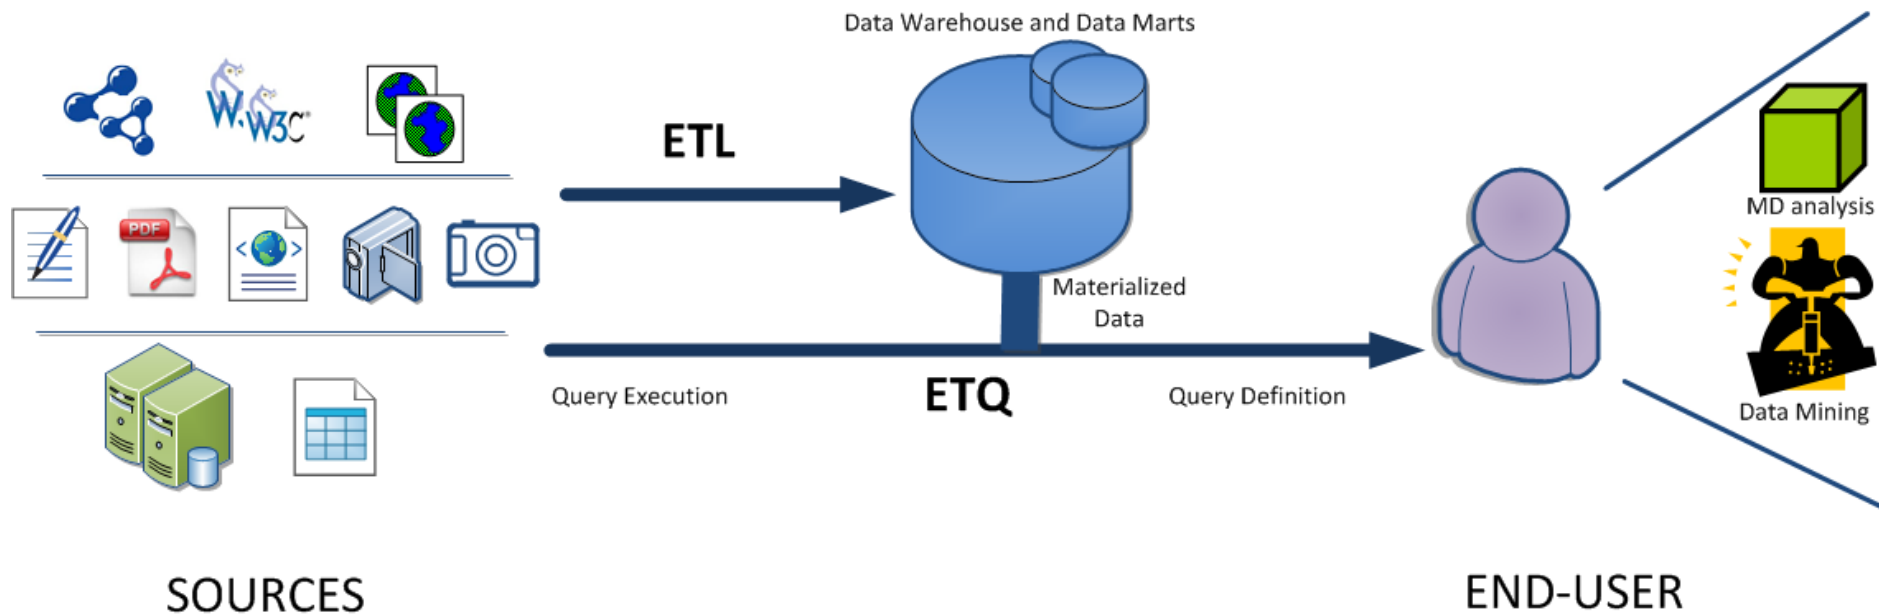 Data Warehouse and Data Marts
W3C
ETL
PDF
MD analysis
Materialized
Data
Query Execution
ETQ
Query Definition
Data Mining
SOURCES
END-USER